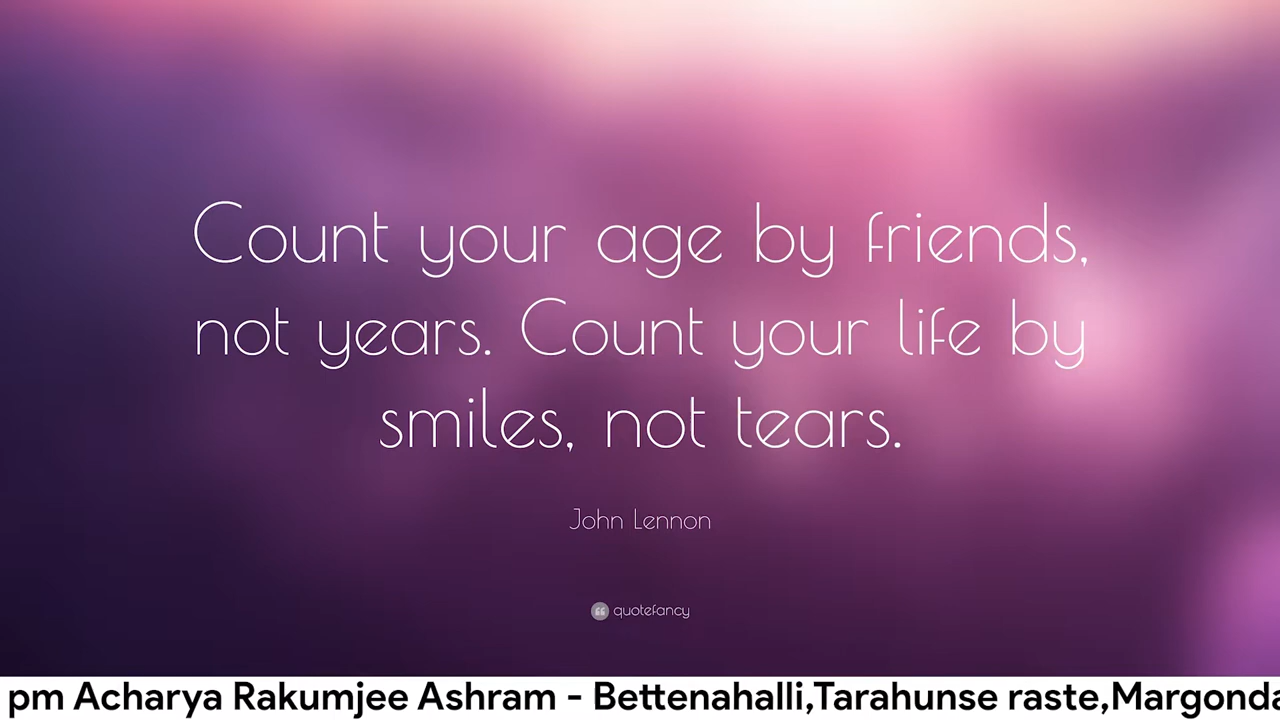 Count your age by friends,
not years. Count your life by
smiles, not tears.
John Lennon
quotefancy
pm Acharya Rakumjee Ashram - Bettenahalli,Tarahunse raste,Margonda